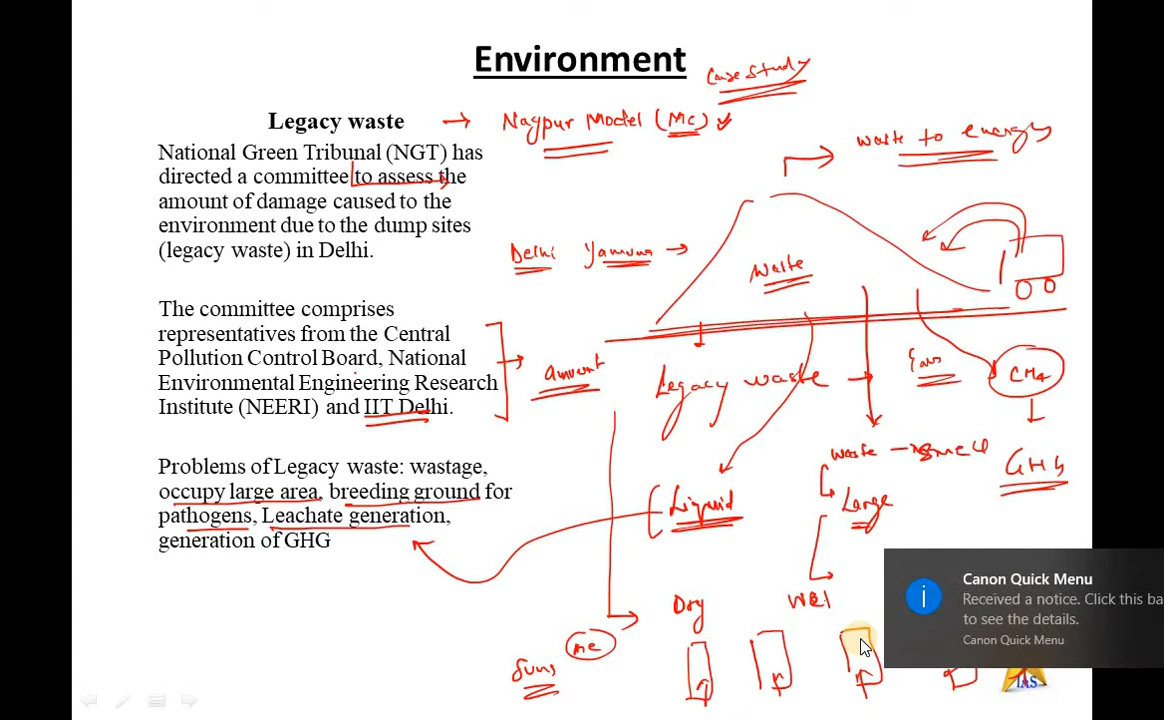 Environment
Case Study
Legacy waste → Nagpur Model (MC)
waste to energy
National Green Tribunal (NGT) has
directed a committee to assess the
amount of damage caused to the
environment due to the dump sites
(legacy waste) in Delhi.
Delhi Yamuna →
Waste
The committee comprises
representatives from the Central
Pollution Control Board, National
Environmental Engineering Research
Institute (NEERI) and IIT Delhi.
amount
Legacy waste →
CH4
GHG
Problems of Legacy waste: wastage,
occupy large area, breeding ground for
pathogens, Leachate generation,
generation of GHG
waste
Liquid
Large
Dry
Canon Quick Menu
Received a notice. Click this ba
to see the details.
Canon Quick Menu
IAS